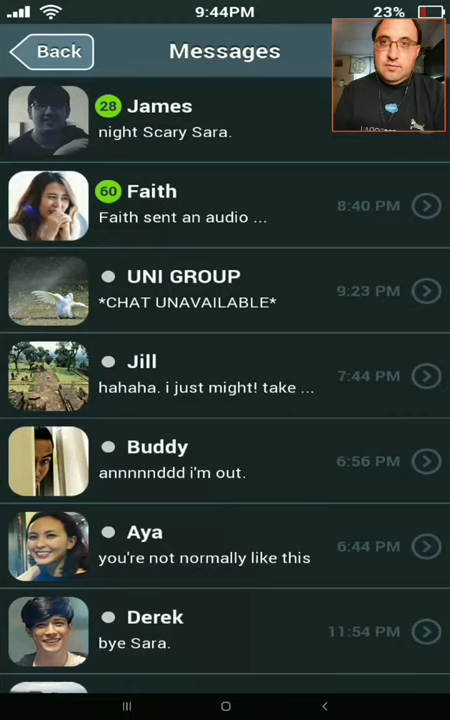 9:44PM
23%
Back
Messages
28 James
night Scary Sara.
60 Faith
Faith sent an audio ...
8:40 PM
UNI GROUP
*CHAT UNAVAILABLE*
9:23 PM
Jill
hahaha. i just might! take ...
7:44 PM
Buddy
annnnnddd i'm out.
6:56 PM
Aya
you're not normally like this
6:44 PM
Derek
bye Sara.
11:54 PM